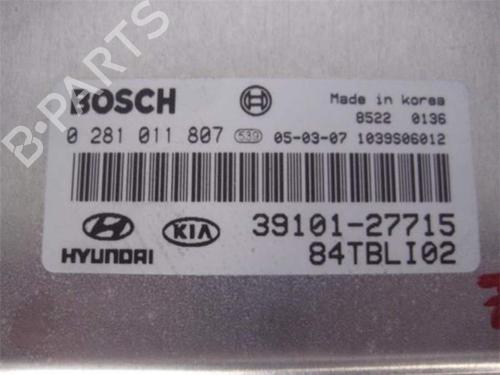 B-PARTS
BOSCH
Made in korea
8522 0136
0 281 011 807 539 05-03-07 1039S06012
HYUNDAI
KIA
39101-27715
84TBLI02